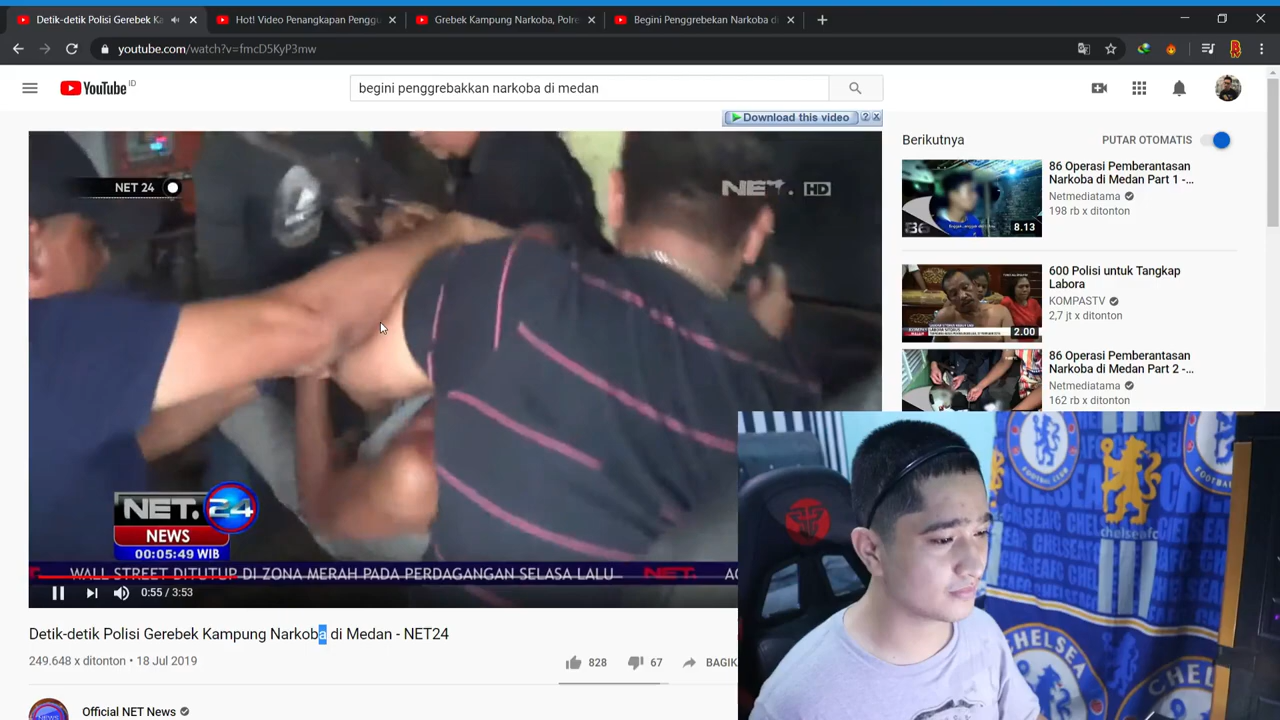 Detik-detik Polisi Gerebek Ka
Hot! Video Penangkapan Penggu
Grebek Kampung Narkoba, Polre
Begini Penggrebekan Narkoba di
youtube.com/watch?v=fmcD5KyP3mw
YouTube ID
begini penggrebakkan narkoba di medan
Download this video ? X
NET 24
NET. HD
NET. 24
NEWS
00:05:49 WIB
WALL STREET DITUTUP DI ZONA MERAH PADA PERDAGANGAN SELASA LALU NET.
0:55 / 3:53
Detik-detik Polisi Gerebek Kampung Narkoba di Medan - NET24
249.648 x ditonton • 18 Jul 2019
828 67 BAGIK
Official NET News
Berikutnya PUTAR OTOMATIS
86 Operasi Pemberantasan
Narkoba di Medan Part 1 -...
Netmediatama
198 rb x ditonton
86
8.13
600 Polisi untuk Tangkap
Labora
KOMPASTV
2,7 jt x ditonton
2.00
86 Operasi Pemberantasan
Narkoba di Medan Part 2 -...
Netmediatama
162 rb x ditonton
CHELSEA
chelseafc
CHELSEA